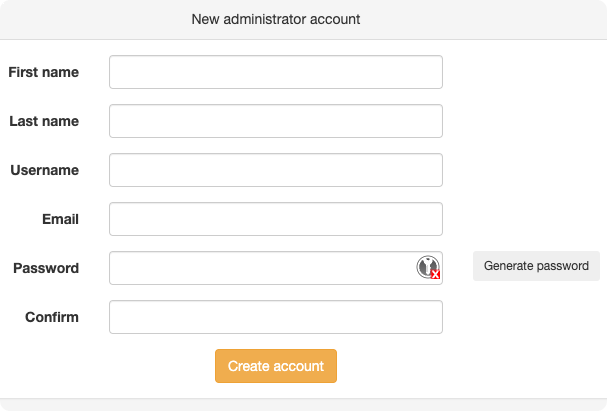 New administrator account
First name
Last name
Username
Email
Password
Generate password
Confirm
Create account